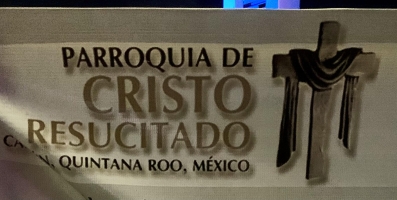 PARROQUIA DE
CRISTO
RESUCITADO
QUINTANA ROO, MÉXICO